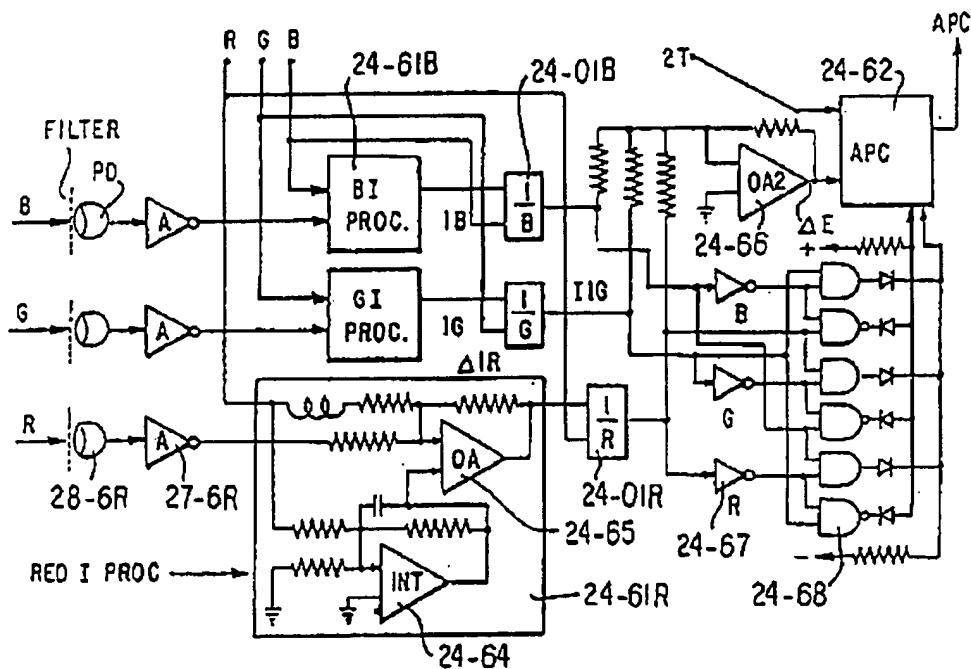 R G B
APC
24-61B
24-01B
2T
24-62
FILTER
PD
B
A
BI
PROC.
IB
1
B
APC
OA2
24-66
ΔE
+
G
A
GI
PROC.
IG
1
G
I1G
B
ΔIR
G
R
A
OA
1
R
28-6R
27-6R
24-65
24-01R
R
24-67
RED I PROC
INT
24-61R
24-64
24-68
-